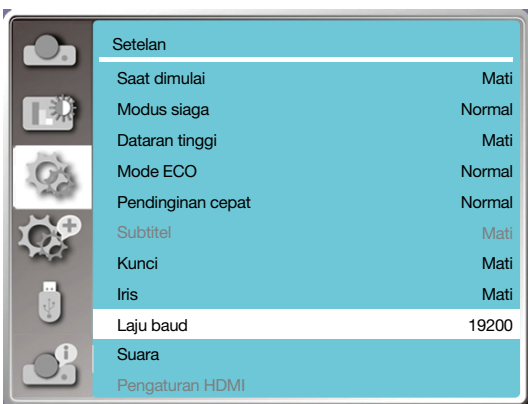 Setelan
Saat dimulai Mati
Modus siaga Normal
Dataran tinggi Mati
Mode ECO Normal
Pendinginan cepat Normal
Subtitel Mati
Kunci Mati
Iris Mati
Laju baud 19200
Suara
Pengaturan HDMI